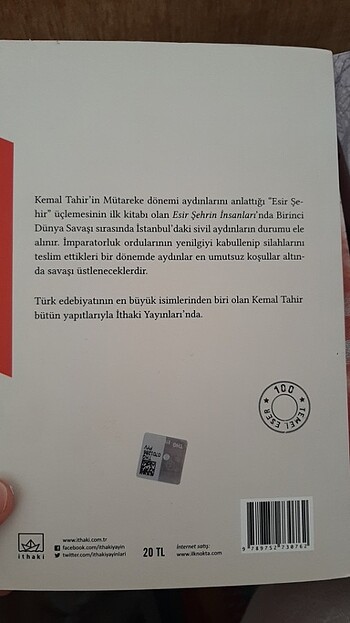 Kemal Tahir'in Mütareke dönemi aydınlarını anlattığı "Esir Şe-
hir" üçlemesinin ilk kitabı olan Esir Şehrin İnsanları'nda Birinci
Dünya Savaşı sırasında İstanbul'daki sivil aydınların durumu ele
alınır. İmparatorluk ordularının yenilgiyi kabullenip silahlarını
teslim ettikleri bir dönemde aydınlar en umutsuz koşullar altın-
da savaşı üstleneceklerdir.
Türk edebiyatının en büyük isimlerinden biri olan Kemal Tahir
bütün yapıtlarıyla İthaki Yayınları'nda.
100
TEMEL ESER
ithaki
www.ithaki.com.tr
facebook.com/ithakiyayin
twitter.com/ithakiyayinlari
20 TL
İnternet satış:
www.ilknokta.com
9 789752 730762